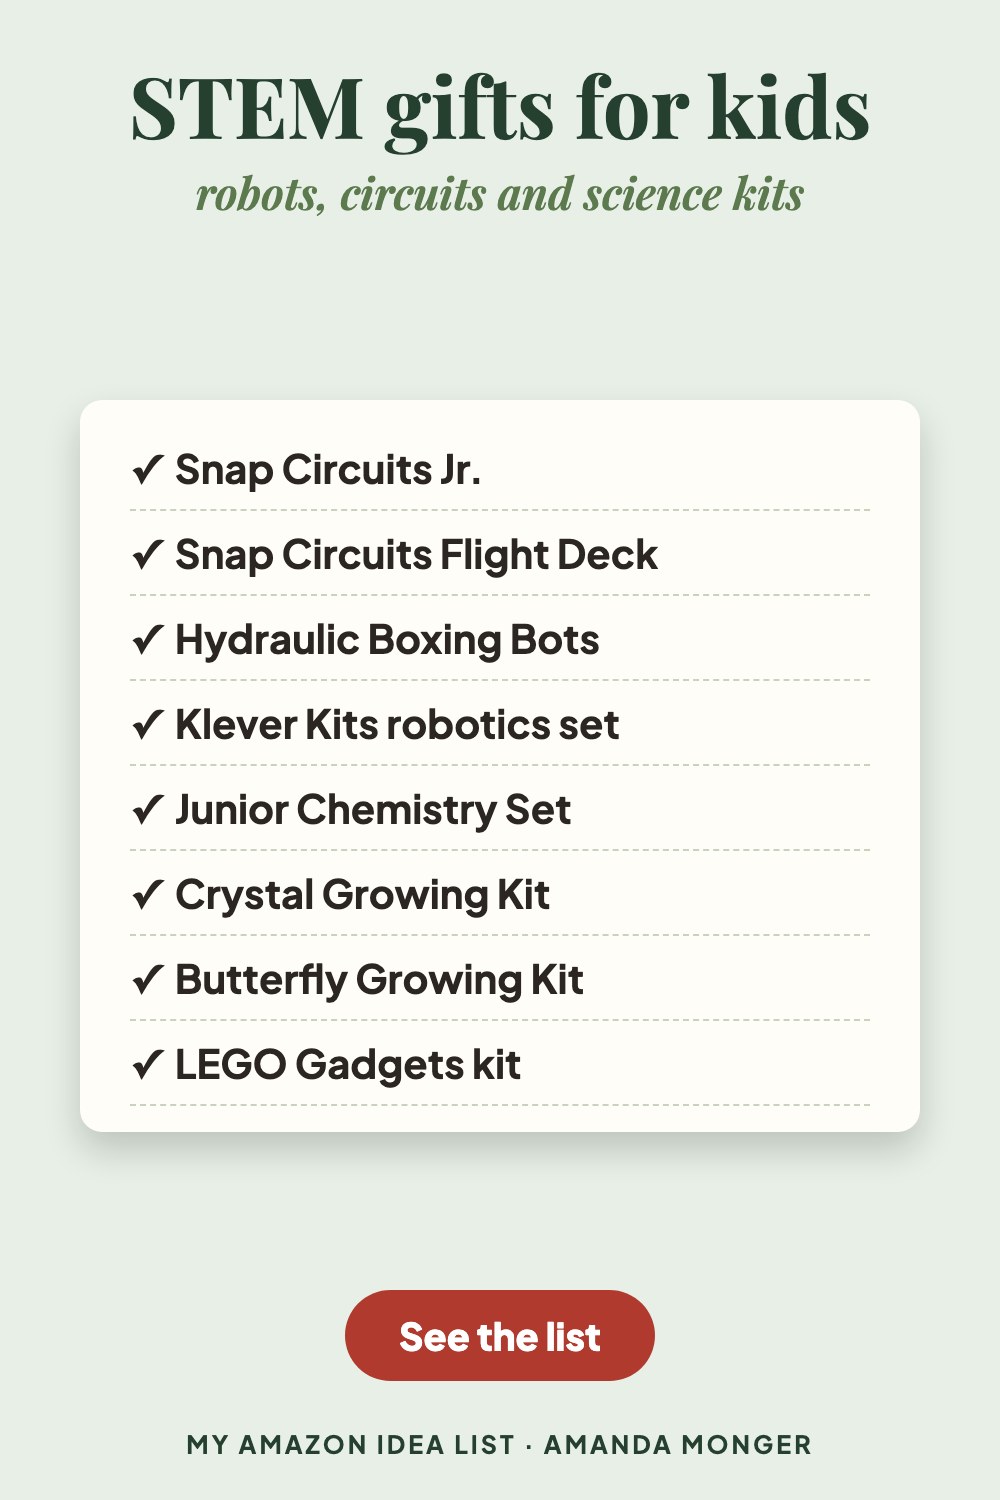 STEM gifts for kids
robots, circuits and science kits
✓ Snap Circuits Jr.
✓ Snap Circuits Flight Deck
✓ Hydraulic Boxing Bots
✓ Klever Kits robotics set
✓ Junior Chemistry Set
✓ Crystal Growing Kit
✓ Butterfly Growing Kit
✓ LEGO Gadgets kit
See the list
MY AMAZON IDEA LIST · AMANDA MONGER